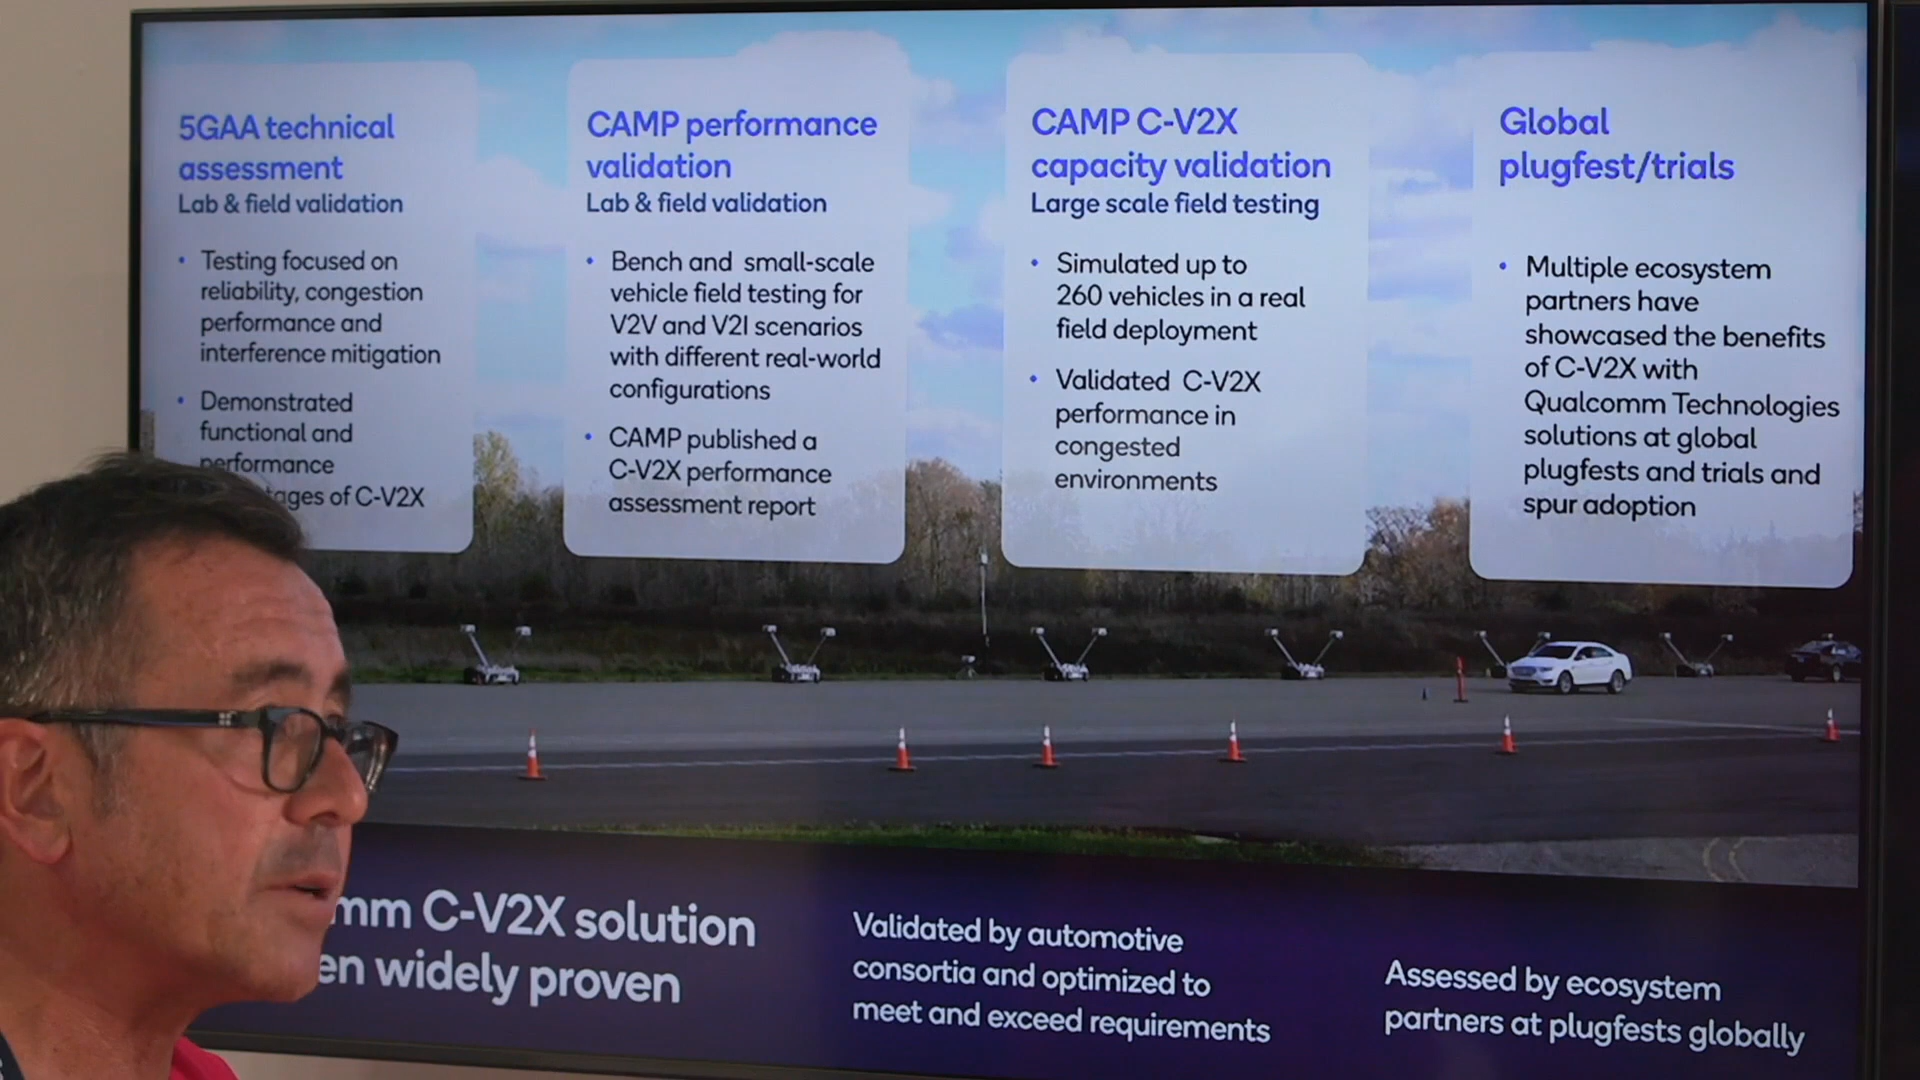 5GAA technical
assessment
Lab & field validation
• Testing focused on
reliability, congestion
performance and
interference mitigation
• Demonstrated
functional and
performance
of C-V2X
CAMP performance
validation
Lab & field validation
• Bench and small-scale
vehicle field testing for
V2V and V2I scenarios
with different real-world
configurations
• CAMP published a
C-V2X performance
assessment report
CAMP C-V2X
capacity validation
Large scale field testing
• Simulated up to
260 vehicles in a real
field deployment
• Validated C-V2X
performance in
congested
environments
Global
plugfest/trials
• Multiple ecosystem
partners have
showcased the benefits
of C-V2X with
Qualcomm Technologies
solutions at global
plugfests and trials and
spur adoption
C-V2X solution
widely proven
Validated by automotive
consortia and optimized to
meet and exceed requirements
Assessed by ecosystem
partners at plugfests globally